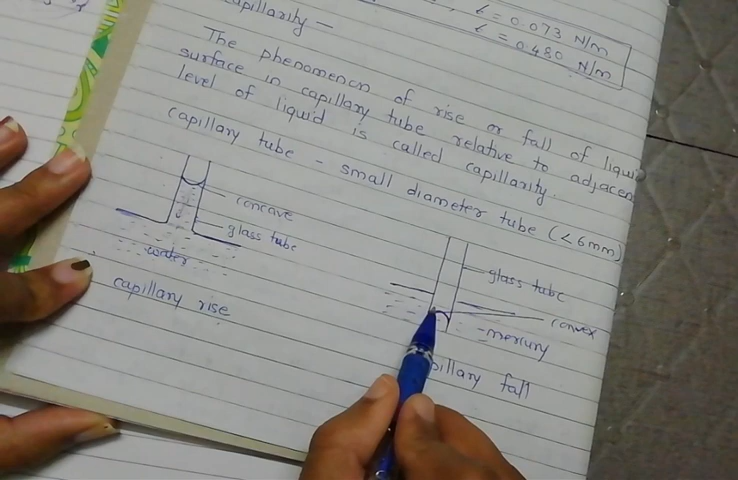 capillarity -
= 0.073 N/m
= 0.480 N/m
The phenomenon of rise or fall of liqui
surface in capillary tube relative to adjacen
level of liquid is called capillarity.
capillary tube - small diameter tube (<6mm)
concave
glass tube
water
capillary rise
glass tube
convex
-mercury
pillary fall